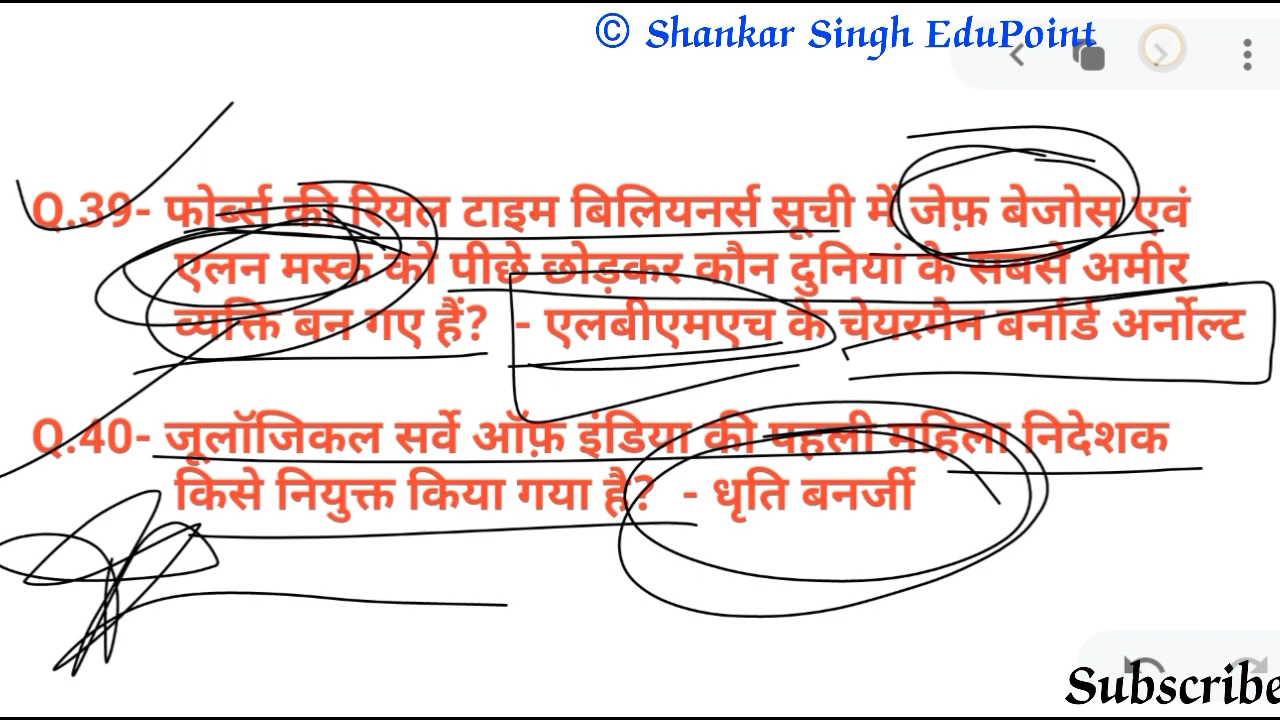 © Shankar Singh EduPoint
Q.39- फोर्ब्स की रियल टाइम बिलियनर्स सूची में जेफ़ बेजोस एवं
एलन मस्क को पीछे छोड़कर कौन दुनियां के सबसे अमीर
व्यक्ति बन गए हैं? - एलबीएमएच के चेयरमैन बर्नार्ड अर्नोल्ट
Q.40- जूलॉजिकल सर्वे ऑफ़ इंडिया की पहली महिला निदेशक
किसे नियुक्त किया गया है? - धृति बनर्जी
Subscribe